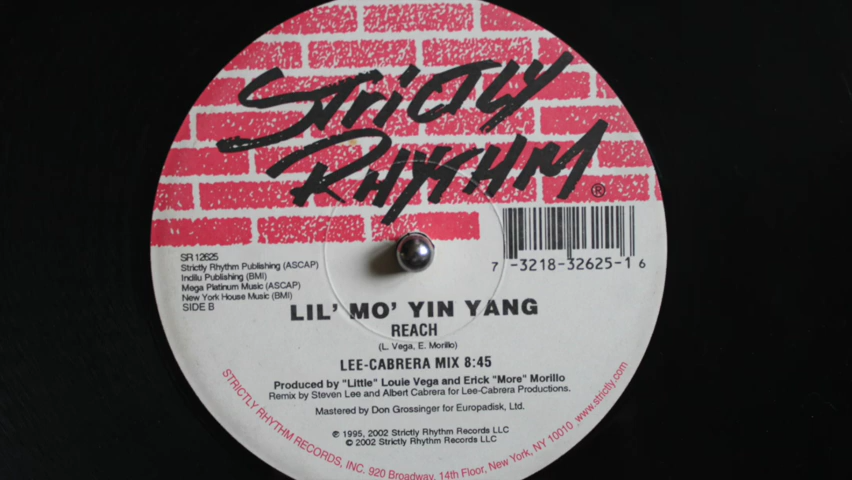 Strictly
Rhythm
®
7 -3218-32625-1 6
SR 12625
Strictly Rhythm Publishing (ASCAP)
Indilu Publishing (BMI)
Mega Platinum Music (ASCAP)
New York House Music (BMI)
SIDE B
LIL' MO' YIN YANG
REACH
(L. Vega, E. Morillo)
LEE-CABRERA MIX 8:45
Produced by "Little" Louie Vega and Erick "More" Morillo
Remix by Steven Lee and Albert Cabrera for Lee-Cabrera Productions.
Mastered by Don Grossinger for Europadisk, Ltd.
℗ 1995, 2002 Strictly Rhythm Records LLC
© 2002 Strictly Rhythm Records LLC
STRICTLY RHYTHM RECORDS, INC. 920 Broadway, 14th Floor, New York, NY 10010 www.strictly.com